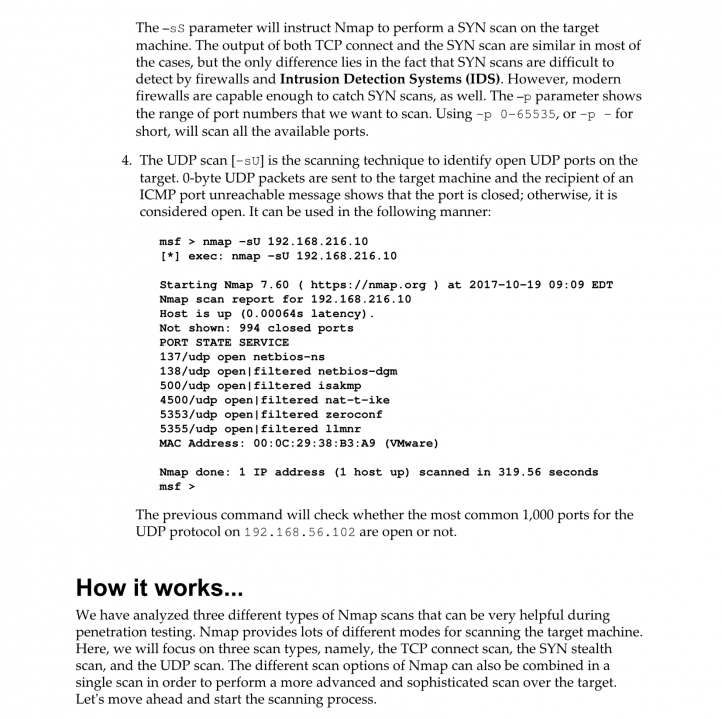 The –sS parameter will instruct Nmap to perform a SYN scan on the target
machine. The output of both TCP connect and the SYN scan are similar in most of
the cases, but the only difference lies in the fact that SYN scans are difficult to
detect by firewalls and Intrusion Detection Systems (IDS). However, modern
firewalls are capable enough to catch SYN scans, as well. The –p parameter shows
the range of port numbers that we want to scan. Using –p 0-65535, or –p – for
short, will scan all the available ports.
4. The UDP scan [–sU] is the scanning technique to identify open UDP ports on the
target. 0-byte UDP packets are sent to the target machine and the recipient of an
ICMP port unreachable message shows that the port is closed; otherwise, it is
considered open. It can be used in the following manner:
msf > nmap –sU 192.168.216.10
[*] exec: nmap –sU 192.168.216.10
Starting Nmap 7.60 ( https://nmap.org ) at 2017–10–19 09:09 EDT
Nmap scan report for 192.168.216.10
Host is up (0.00064s latency).
Not shown: 994 closed ports
PORT STATE SERVICE
137/udp open netbios–ns
138/udp open|filtered netbios–dgm
500/udp open|filtered isakmp
4500/udp open|filtered nat–t–ike
5353/udp open|filtered zeroconf
5355/udp open|filtered llmnr
MAC Address: 00:0C:29:38:B3:A9 (VMware)
Nmap done: 1 IP address (1 host up) scanned in 319.56 seconds
msf >
The previous command will check whether the most common 1,000 ports for the
UDP protocol on 192.168.56.102 are open or not.
How it works...
We have analyzed three different types of Nmap scans that can be very helpful during
penetration testing. Nmap provides lots of different modes for scanning the target machine.
Here, we will focus on three scan types, namely, the TCP connect scan, the SYN stealth
scan, and the UDP scan. The different scan options of Nmap can also be combined in a
single scan in order to perform a more advanced and sophisticated scan over the target.
Let's move ahead and start the scanning process.